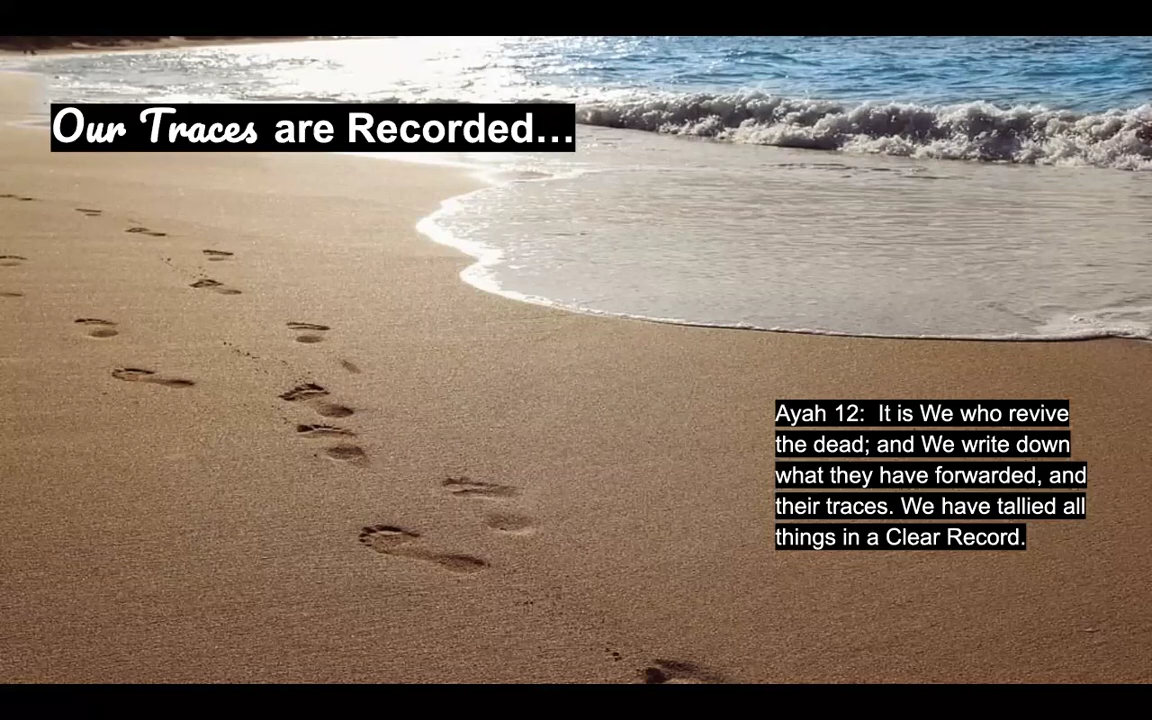 Our Traces are Recorded...
Ayah 12:  It is We who revive
the dead; and We write down
what they have forwarded, and
their traces. We have tallied all
things in a Clear Record.